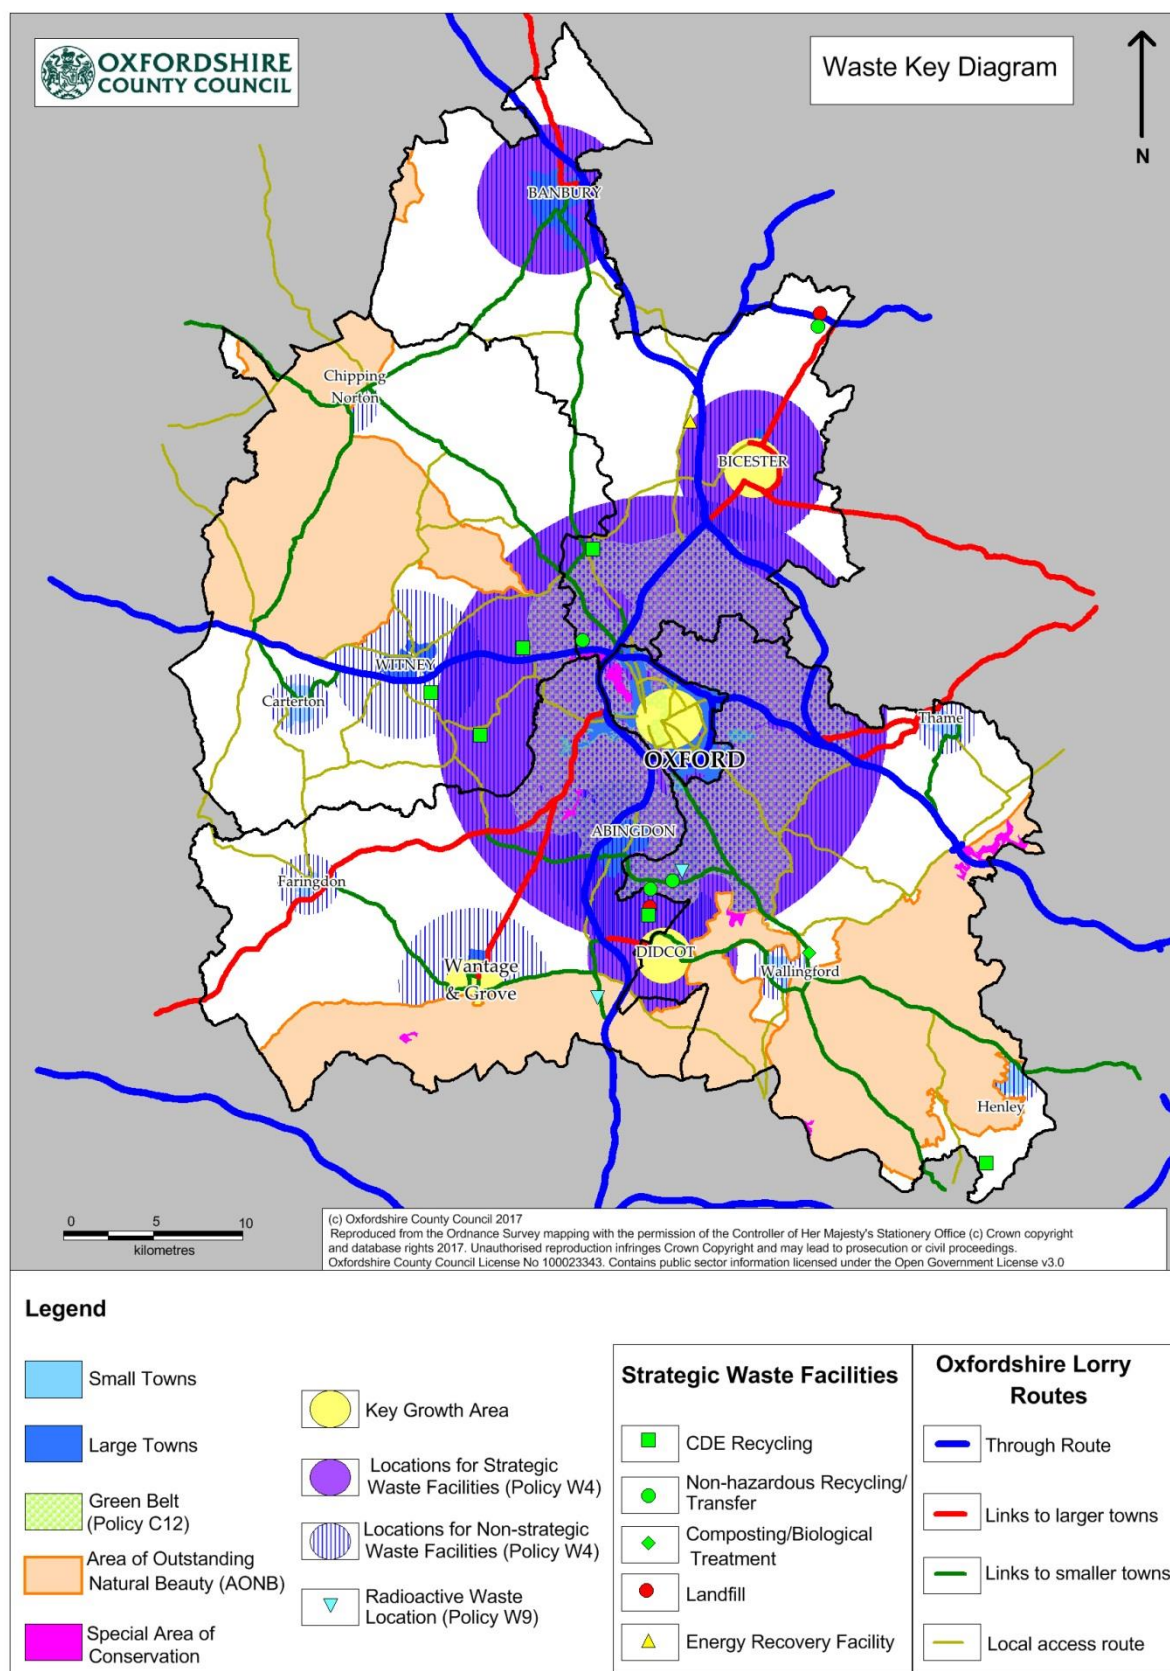 OXFORDSHIRE
COUNTY COUNCIL
Waste Key Diagram
N
BANBURY
Chipping
Norton
BICESTER
WITNEY
Carterton
Thame
OXFORD
ABINGDON
Faringdon
DIDCOT
Wantage
& Grove
Wallingford
Henley
0 5 10
kilometres
(c) Oxfordshire County Council 2017
Reproduced from the Ordnance Survey mapping with the permission of the Controller of Her Majesty's Stationery Office (c) Crown copyright
and database rights 2017. Unauthorised reproduction infringes Crown Copyright and may lead to prosecution or civil proceedings.
Oxfordshire County Council License No 100023343. Contains public sector information licensed under the Open Government License v3.0
Legend
Small Towns
Large Towns
Green Belt
(Policy C12)
Area of Outstanding
Natural Beauty (AONB)
Special Area of
Conservation
Key Growth Area
Locations for Strategic
Waste Facilities (Policy W4)
Locations for Non-strategic
Waste Facilities (Policy W4)
Radioactive Waste
Location (Policy W9)
Strategic Waste Facilities
CDE Recycling
Non-hazardous Recycling/
Transfer
Composting/Biological
Treatment
Landfill
Energy Recovery Facility
Oxfordshire Lorry
Routes
Through Route
Links to larger towns
Links to smaller towns
Local access route